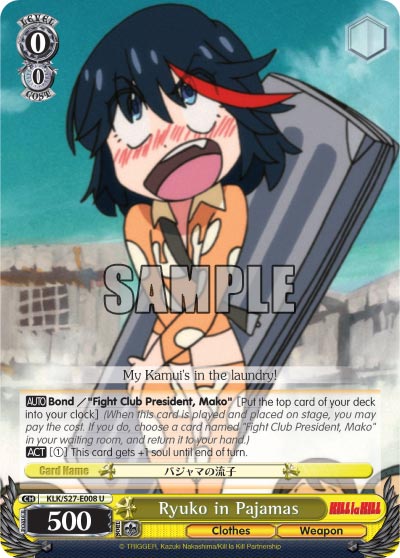 LEVEL
0
0
COST
SAMPLE
My Kamui's in the laundry!
AUTO Bond ／"Fight Club President, Mako" [Put the top card of your deck
into your clock] (When this card is played and placed on stage, you may
pay the cost. If you do, choose a card named "Fight Club President, Mako"
in your waiting room, and return it to your hand.)
ACT [①] This card gets +1 soul until end of turn.
Card Name パジャマの流子
CH KLK/S27-E008 U
POWER 500 SOUL Ryuko in Pajamas KILL la KILL
Clothes Weapon
© TRIGGER, Kazuki Nakashima/Kill la Kill Partnership